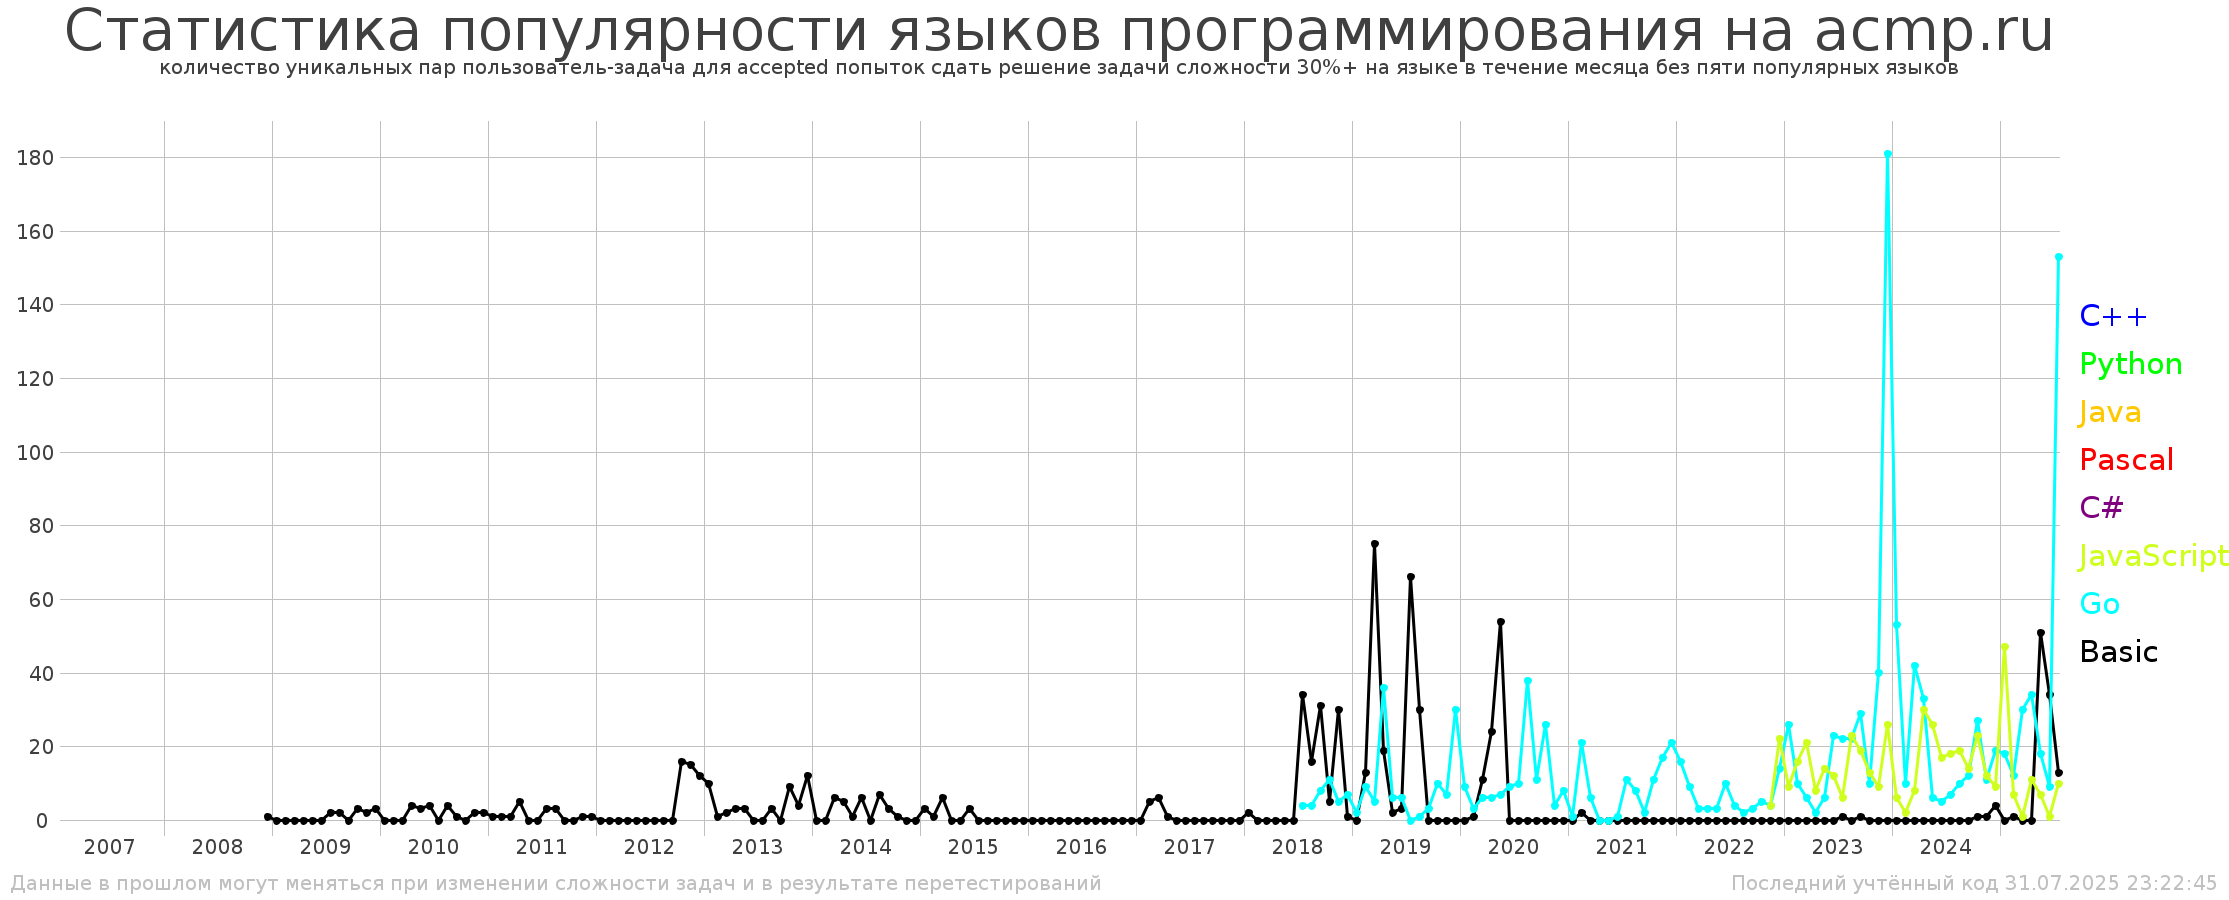 Статистика популярности языков программирования на acmp.ru
количество уникальных пар пользователь-задача для accepted попыток сдать решение задачи сложности 30%+ на языке в течение месяца без пяти популярных языков
180
160
140
120
100
80
60
40
20
0
C++
Python
Java
Pascal
C#
JavaScript
Go
Basic
2007 2008 2009 2010 2011 2012 2013 2014 2015 2016 2017 2018 2019 2020 2021 2022 2023 2024
Данные в прошлом могут меняться при изменении сложности задач и в результате перетестирований
Последний учтённый код 31.07.2025 23:22:45